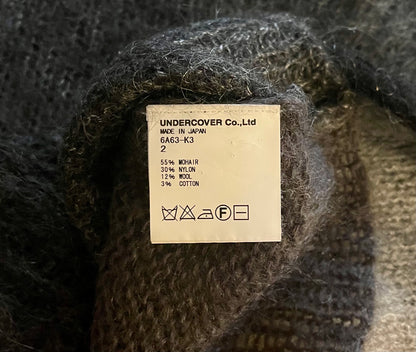 UNDERCOVER Co.,Ltd
MADE IN JAPAN
6A63-K3
2
55% MOHAIR
30% NYLON
12% WOOL
3% COTTON
F